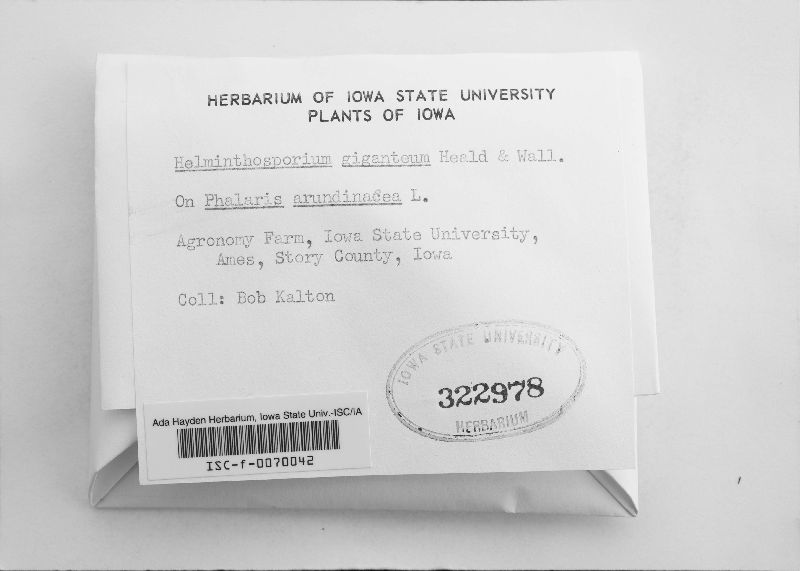 HERBARIUM OF IOWA STATE UNIVERSITY
PLANTS OF IOWA
Helminthosporium giganteum Heald & Wall.
On Phalaris arundinacea L.
Agronomy Farm, Iowa State University,
Ames, Story County, Iowa
Coll: Bob Kalton
IOWA STATE UNIVERSITY
322978
HERBARIUM
Ada Hayden Herbarium, Iowa State Univ.-ISC/IA
ISC-f-0070042